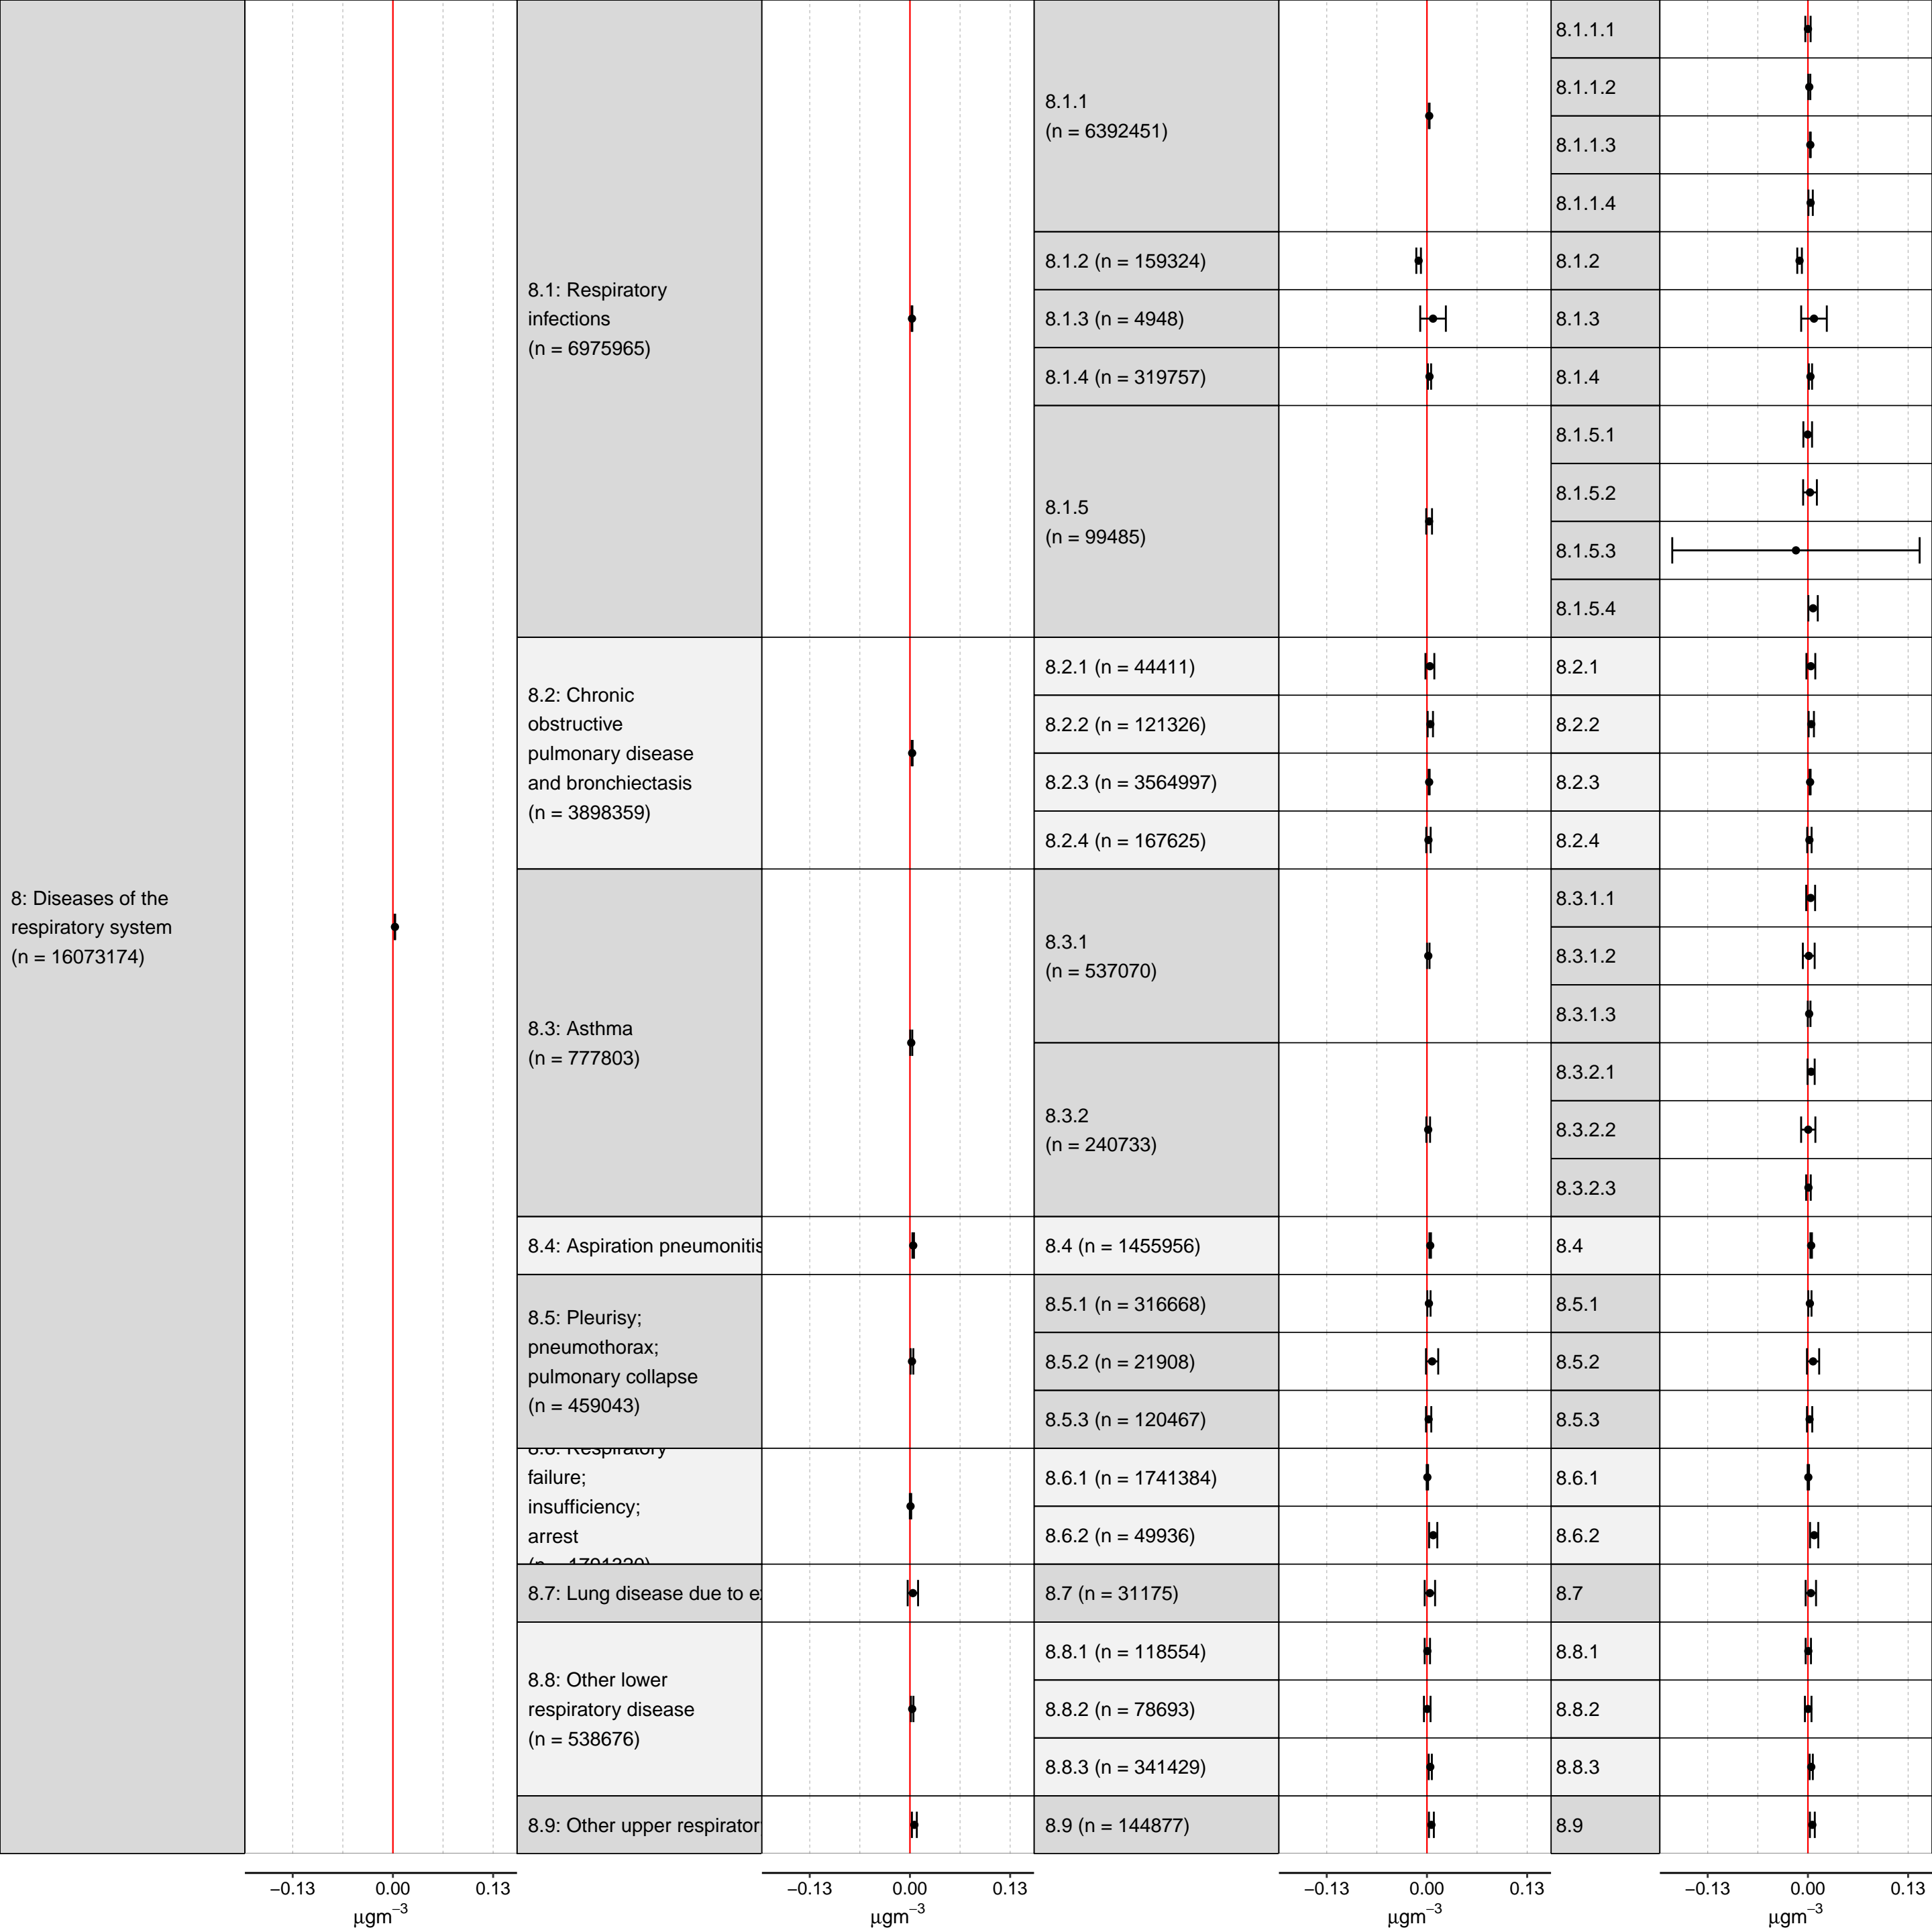 8: Diseases of the
respiratory system
(n = 16073174)
8.1: Respiratory
infections
(n = 6975965)
8.2: Chronic
obstructive
pulmonary disease
and bronchiectasis
(n = 3898359)
8.3: Asthma
(n = 777803)
8.4: Aspiration pneumonitis
8.5: Pleurisy;
pneumothorax;
pulmonary collapse
(n = 459043)
8.6: Respiratory
failure;
insufficiency;
arrest
(n = 1791320)
8.7: Lung disease due to ex
8.8: Other lower
respiratory disease
(n = 538676)
8.9: Other upper respirator
8.1.1
(n = 6392451)
8.1.2 (n = 159324)
8.1.3 (n = 4948)
8.1.4 (n = 319757)
8.1.5
(n = 99485)
8.2.1 (n = 44411)
8.2.2 (n = 121326)
8.2.3 (n = 3564997)
8.2.4 (n = 167625)
8.3.1
(n = 537070)
8.3.2
(n = 240733)
8.4 (n = 1455956)
8.5.1 (n = 316668)
8.5.2 (n = 21908)
8.5.3 (n = 120467)
8.6.1 (n = 1741384)
8.6.2 (n = 49936)
8.7 (n = 31175)
8.8.1 (n = 118554)
8.8.2 (n = 78693)
8.8.3 (n = 341429)
8.9 (n = 144877)
8.1.1.1
8.1.1.2
8.1.1.3
8.1.1.4
8.1.2
8.1.3
8.1.4
8.1.5.1
8.1.5.2
8.1.5.3
8.1.5.4
8.2.1
8.2.2
8.2.3
8.2.4
8.3.1.1
8.3.1.2
8.3.1.3
8.3.2.1
8.3.2.2
8.3.2.3
8.4
8.5.1
8.5.2
8.5.3
8.6.1
8.6.2
8.7
8.8.1
8.8.2
8.8.3
8.9
−0.13 0.00 0.13
μgm⁻³
−0.13 0.00 0.13
μgm⁻³
−0.13 0.00 0.13
μgm⁻³
−0.13 0.00 0.13
μgm⁻³